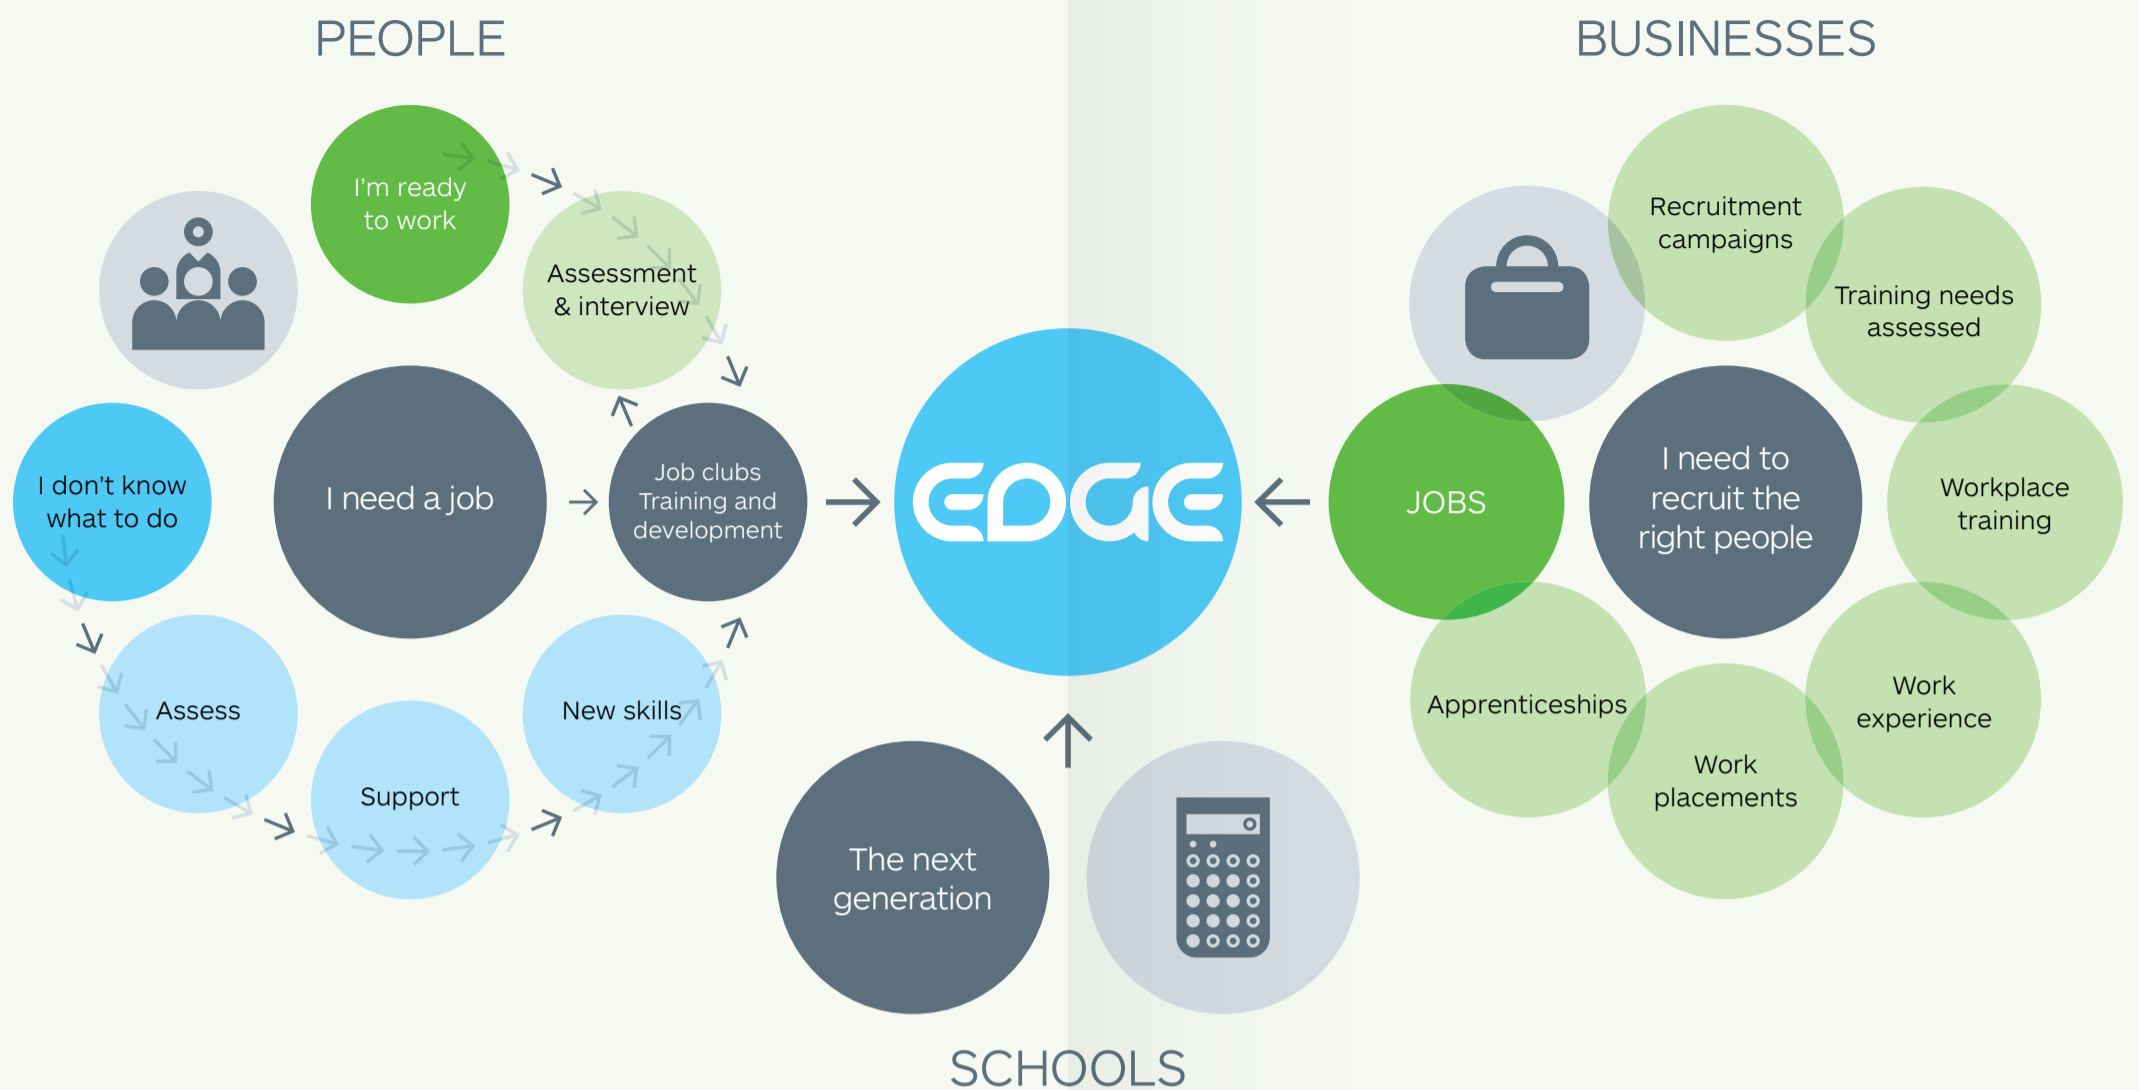 PEOPLE
I'm ready
to work
Assessment
& interview
I don't know
what to do
I need a job
Job clubs
Training and
development
Assess
Support
New skills
EDGE
BUSINESSES
Recruitment
campaigns
Training needs
assessed
JOBS
I need to
recruit the
right people
Workplace
training
Apprenticeships
Work
experience
Work
placements
The next
generation
SCHOOLS